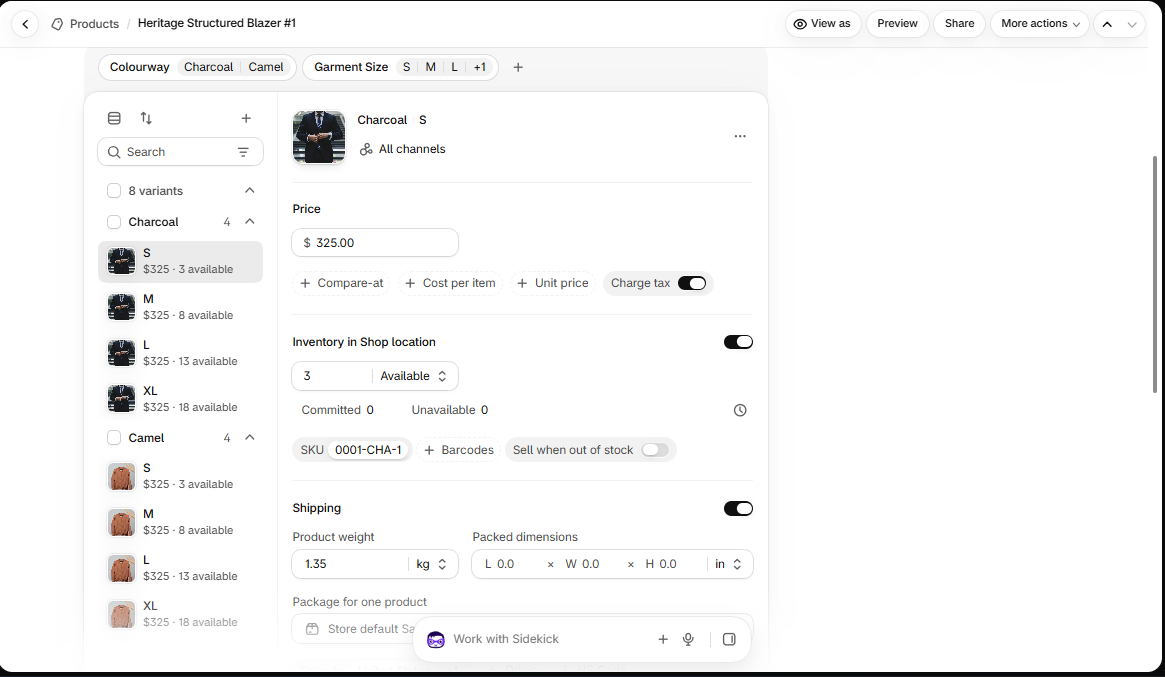 Products / Heritage Structured Blazer #1 View as Preview Share More actions
Colourway Charcoal Camel Garment Size S M L +1
Search
8 variants
Charcoal 4
S
$325 · 3 available
M
$325 · 8 available
L
$325 · 13 available
XL
$325 · 18 available
Camel 4
S
$325 · 3 available
M
$325 · 8 available
L
$325 · 13 available
XL
$325 · 18 available
Charcoal S
All channels
Price
$ 325.00
Compare-at Cost per item Unit price Charge tax
Inventory in Shop location
3 Available
Committed 0 Unavailable 0
SKU 0001-CHA-1 Barcodes Sell when out of stock
Shipping
Product weight Packed dimensions
1.35 kg L 0.0 × W 0.0 × H 0.0 in
Package for one product
Store default
Work with Sidekick